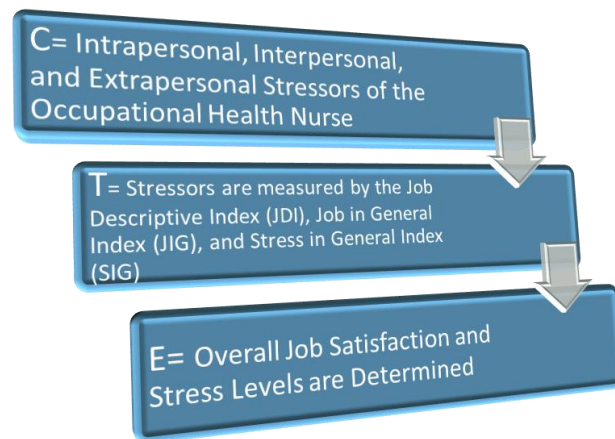 C= Intrapersonal, Interpersonal,
and Extrapersonal Stressors of the
Occupational Health Nurse
T= Stressors are measured by the Job
Descriptive Index (JDI), Job in General
Index (JIG), and Stress in General Index
(SIG)
E= Overall Job Satisfaction and
Stress Levels are Determined